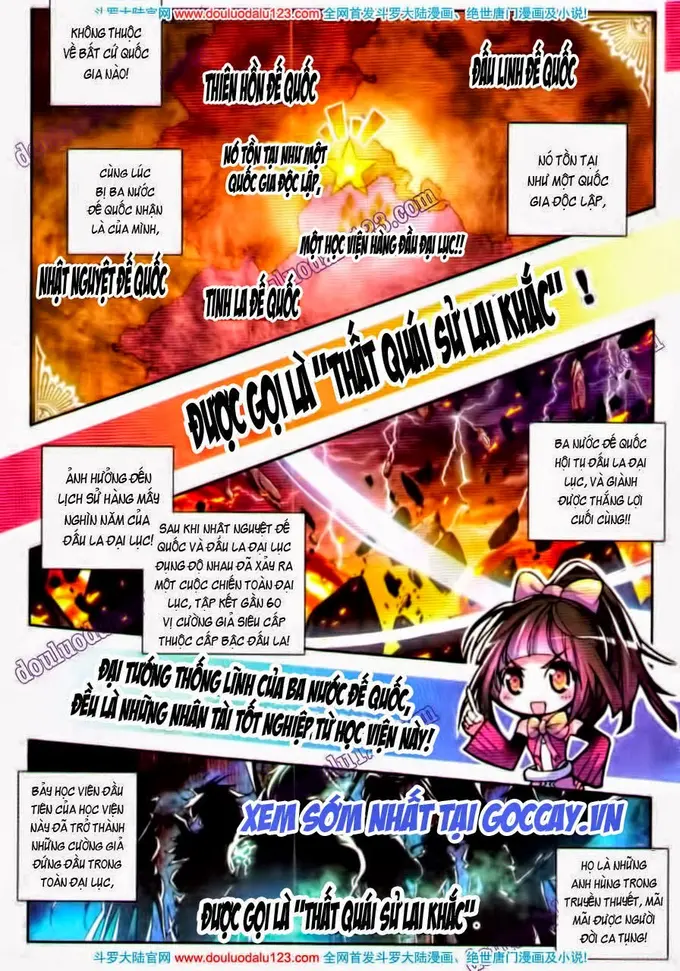 斗罗大陆官网 www.douluodalu123.com 全网首发斗罗大陆漫画、绝世唐门漫画及小说!
KHÔNG THUỘC
VỀ BẤT CỨ QUỐC
GIA NÀO!
THIÊN HỒN ĐẾ QUỐC
ĐẤU LINH ĐẾ QUỐC
NÓ TỒN TẠI NHƯ MỘT
QUỐC GIA ĐỘC LẬP,
CÙNG LÚC
BỊ BA NƯỚC
ĐẾ QUỐC NHẬN
LÀ CỦA MÌNH,
NÓ TỒN TẠI
NHƯ MỘT QUỐC
GIA ĐỘC LẬP,
MỘT HỌC VIỆN HÀNG ĐẦU ĐẠI LỤC!!
NHẬT NGUYỆT ĐẾ QUỐC
TINH LA ĐẾ QUỐC
ĐƯỢC GỌI LÀ "THẤT QUÁI SỬ LAI KHẮC" !
BA NƯỚC ĐẾ QUỐC
HỘI TỤ ĐẤU LA ĐẠI
LỤC, VÀ GIÀNH
ĐƯỢC THẮNG LỢI
CUỐI CÙNG!!
ẢNH HƯỞNG ĐẾN
LỊCH SỬ HÀNG MẤY
NGHÌN NĂM CỦA
ĐẤU LA ĐẠI LỤC!
SAU KHI NHẬT NGUYỆT ĐẾ
QUỐC VÀ ĐẤU LA ĐẠI LỤC
ĐỤNG ĐỘ NHAU ĐÃ XẢY RA
MỘT CUỘC CHIẾN TOÀN ĐẠI
LỤC, TẬP KẾT GẦN 60
VỊ CƯỜNG GIẢ SIÊU CẤP
THUỘC CẤP BẬC ĐẤU LA!
ĐẠI TƯỚNG THỐNG LĨNH CỦA BA NƯỚC ĐẾ QUỐC,
ĐỀU LÀ NHỮNG NHÂN TÀI TỐT NGHIỆP TỪ HỌC VIỆN NÀY!
BẢY HỌC VIÊN ĐẦU
TIÊN CỦA HỌC VIỆN
NÀY ĐÃ TRỞ THÀNH
NHỮNG CƯỜNG GIẢ
ĐỨNG ĐẦU TRONG
TOÀN ĐẠI LỤC,
XEM SỚM NHẤT TẠI GOCCAY.VN
HỌ LÀ NHỮNG
ANH HÙNG TRONG
TRUYỀN THUYẾT, MÃI
MÃI ĐƯỢC NGƯỜI
ĐỜI CA TỤNG!
ĐƯỢC GỌI LÀ "THẤT QUÁI SỬ LAI KHẮC".
斗罗大陆官网 www.douluodalu123.com 全网首发斗罗大陆漫画、绝世唐门漫画及小说!